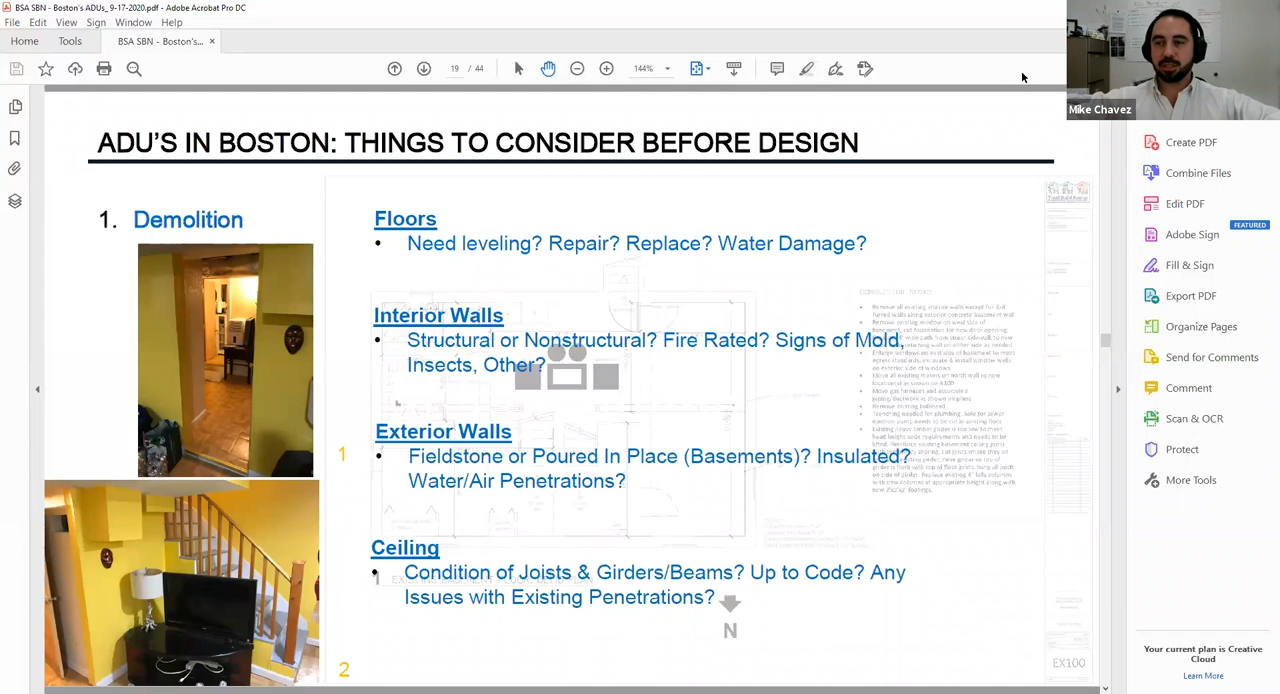 BSA SBN - Boston's ADUs_ 9-17-2020.pdf - Adobe Acrobat Pro DC
File Edit View Sign Window Help
Home Tools BSA SBN - Boston's... ×
19 / 44 144%
Mike Chavez
ADU'S IN BOSTON: THINGS TO CONSIDER BEFORE DESIGN
1. Demolition
Floors
• Need leveling? Repair? Replace? Water Damage?
Interior Walls
• Structural or Nonstructural? Fire Rated? Signs of Mold,
Insects, Other?
Exterior Walls
• Fieldstone or Poured In Place (Basements)? Insulated?
Water/Air Penetrations?
Ceiling
• Condition of Joists & Girders/Beams? Up to Code? Any
Issues with Existing Penetrations?
1
2
1
N
EX100
Create PDF
Combine Files
Edit PDF
Adobe Sign FEATURED
Fill & Sign
Export PDF
Organize Pages
Send for Comments
Comment
Scan & OCR
Protect
More Tools
Your current plan is Creative
Cloud
Learn More